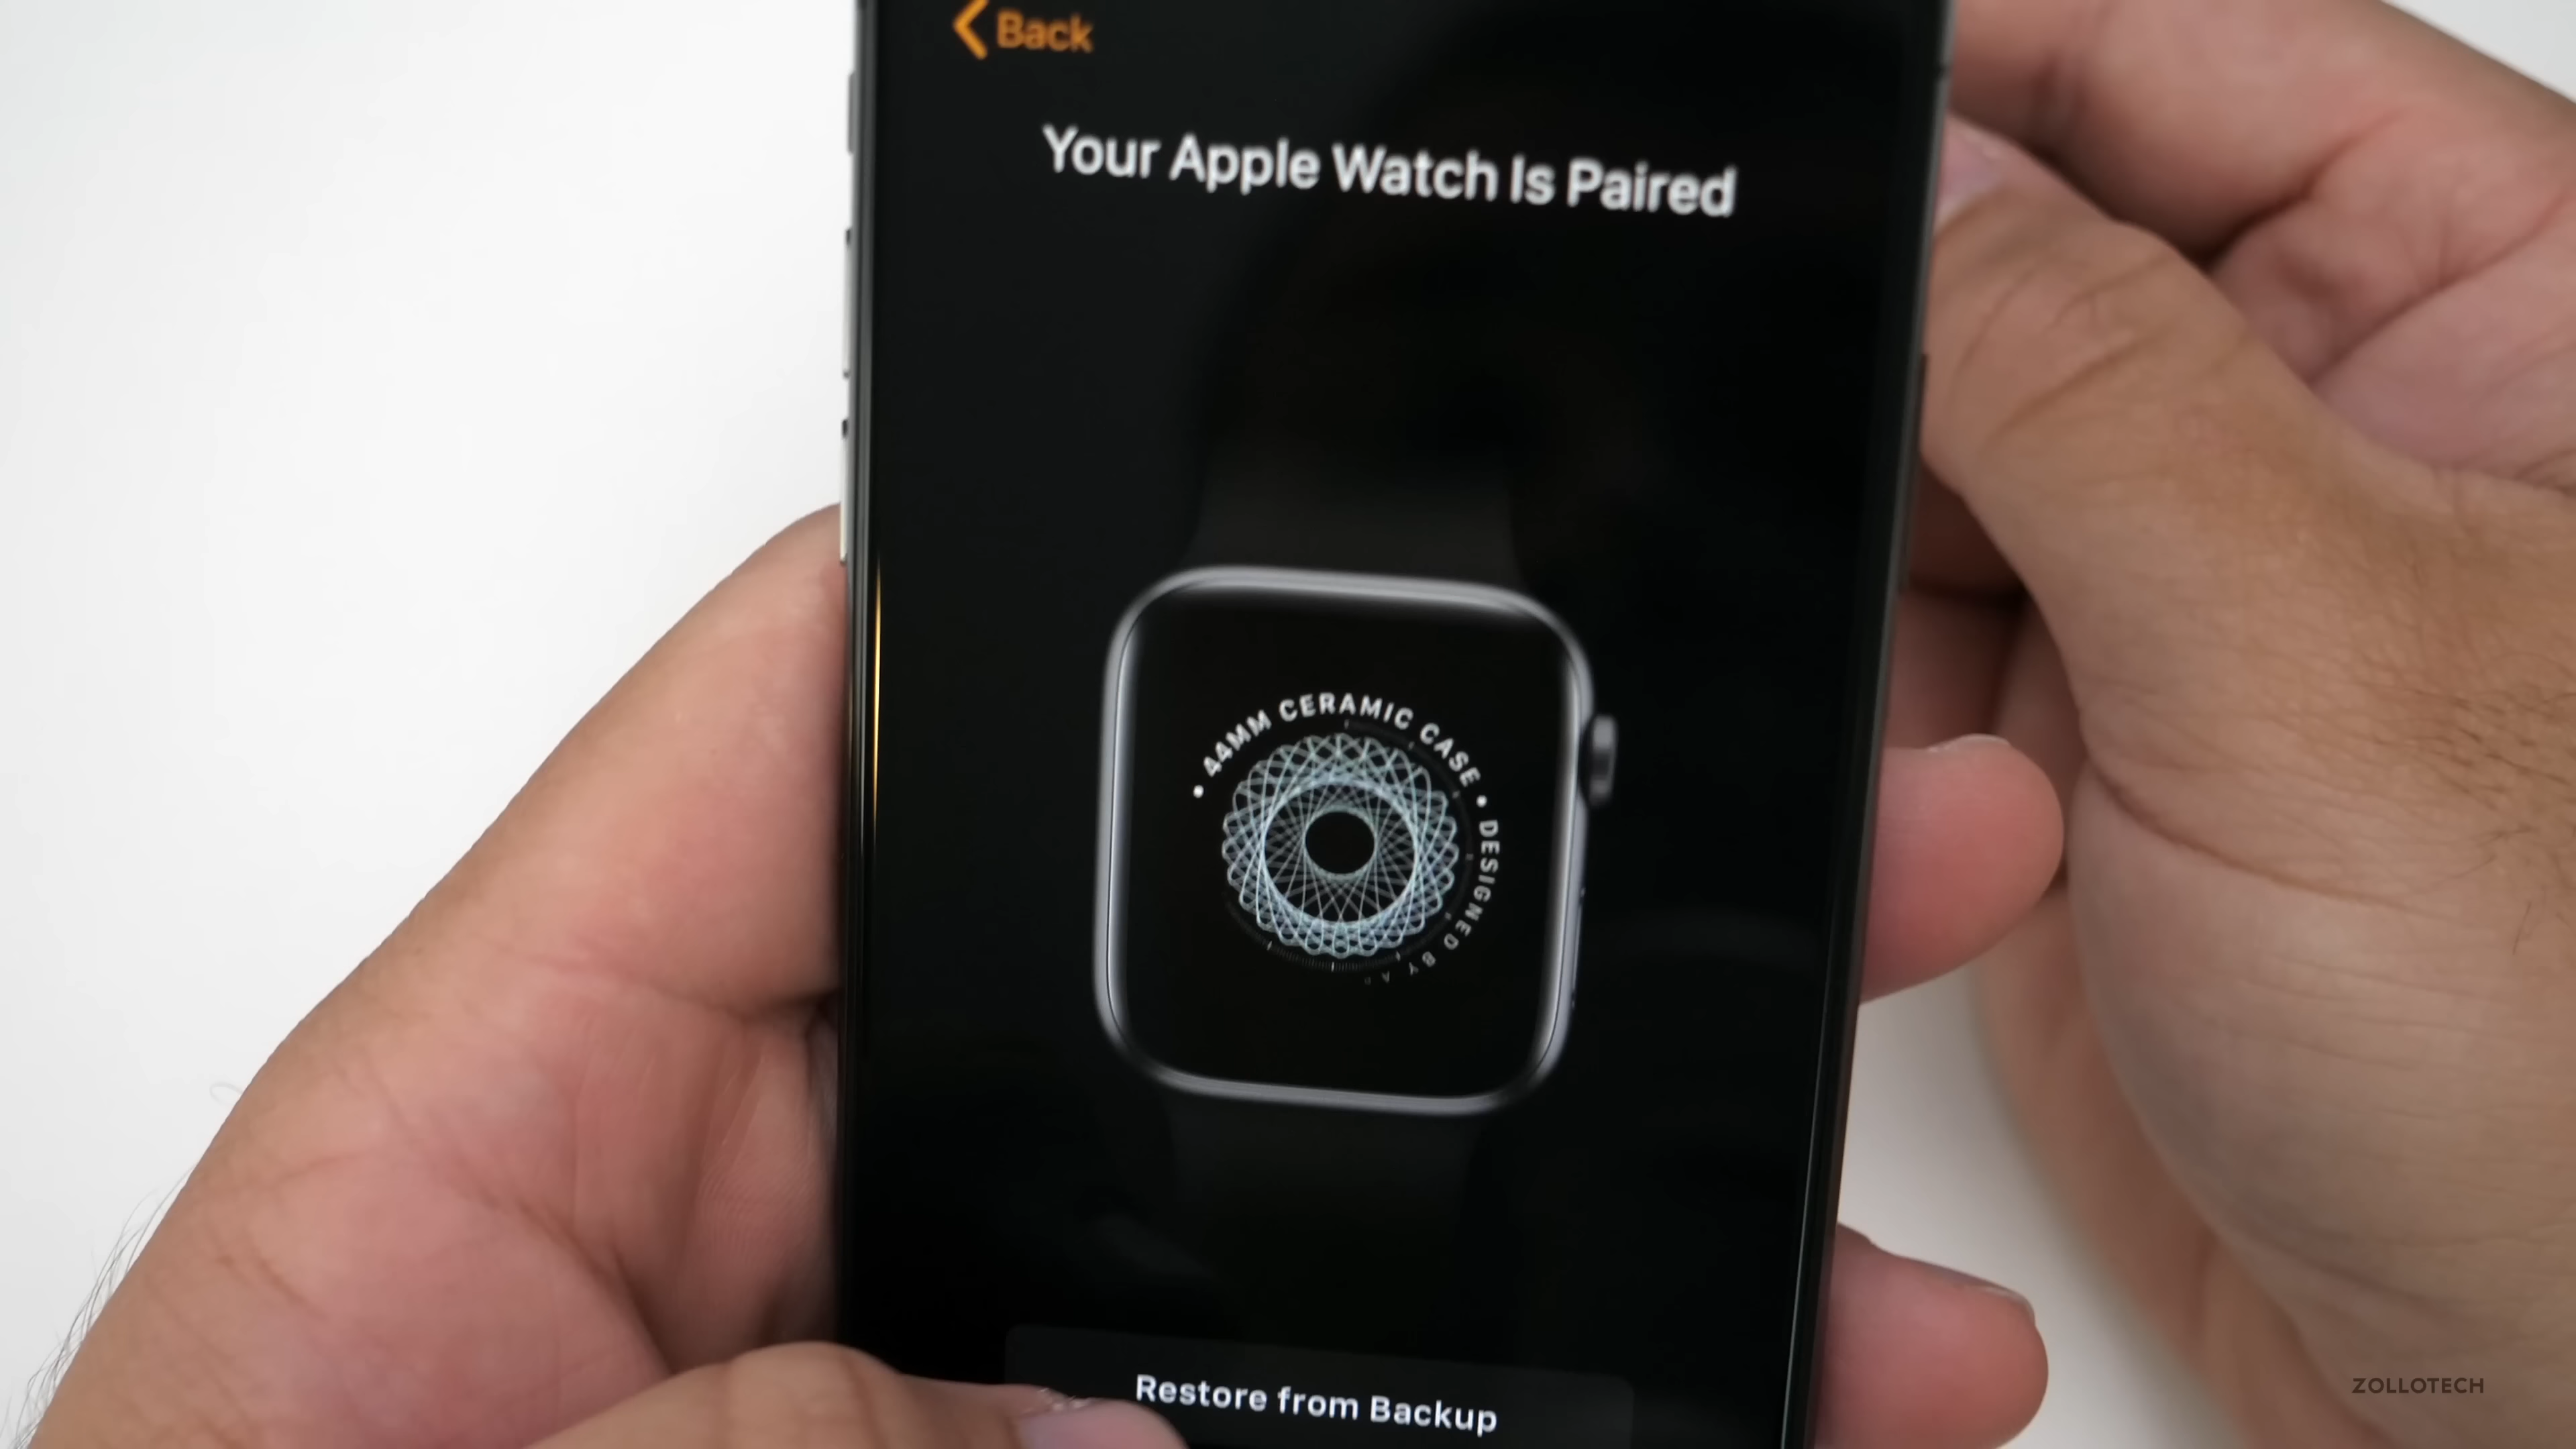 Back
Your Apple Watch Is Paired
• 44MM CERAMIC CASE • DESIGNED BY
Restore from Backup
ZOLLOTECH